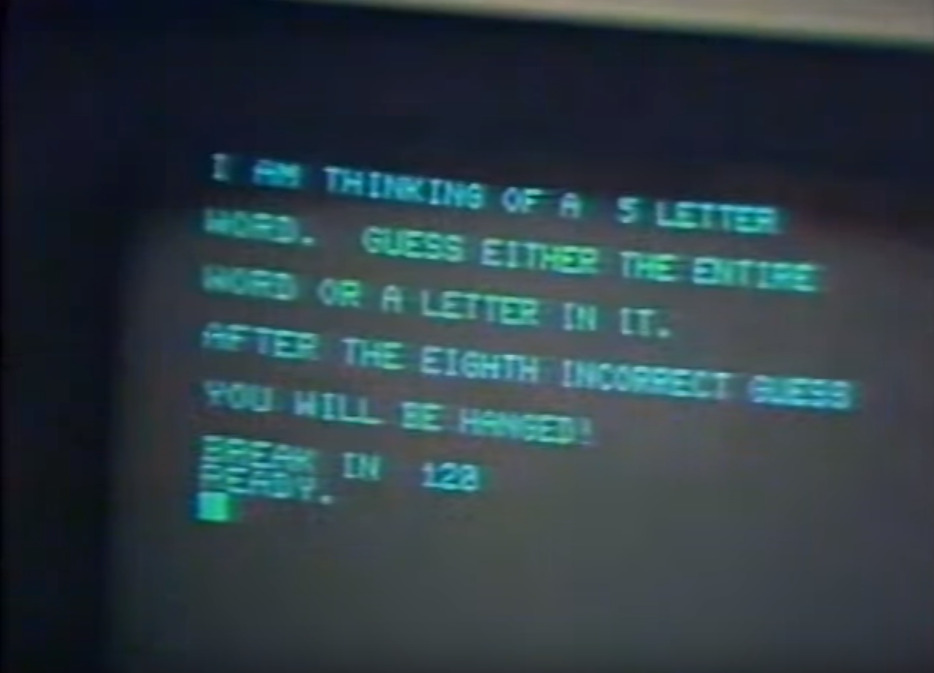 I AM THINKING OF A  5 LETTER
WORD.  GUESS EITHER THE ENTIRE
WORD OR A LETTER IN IT.
AFTER THE EIGHTH INCORRECT GUESS
YOU WILL BE HANGED!
BREAK IN  120
READY.